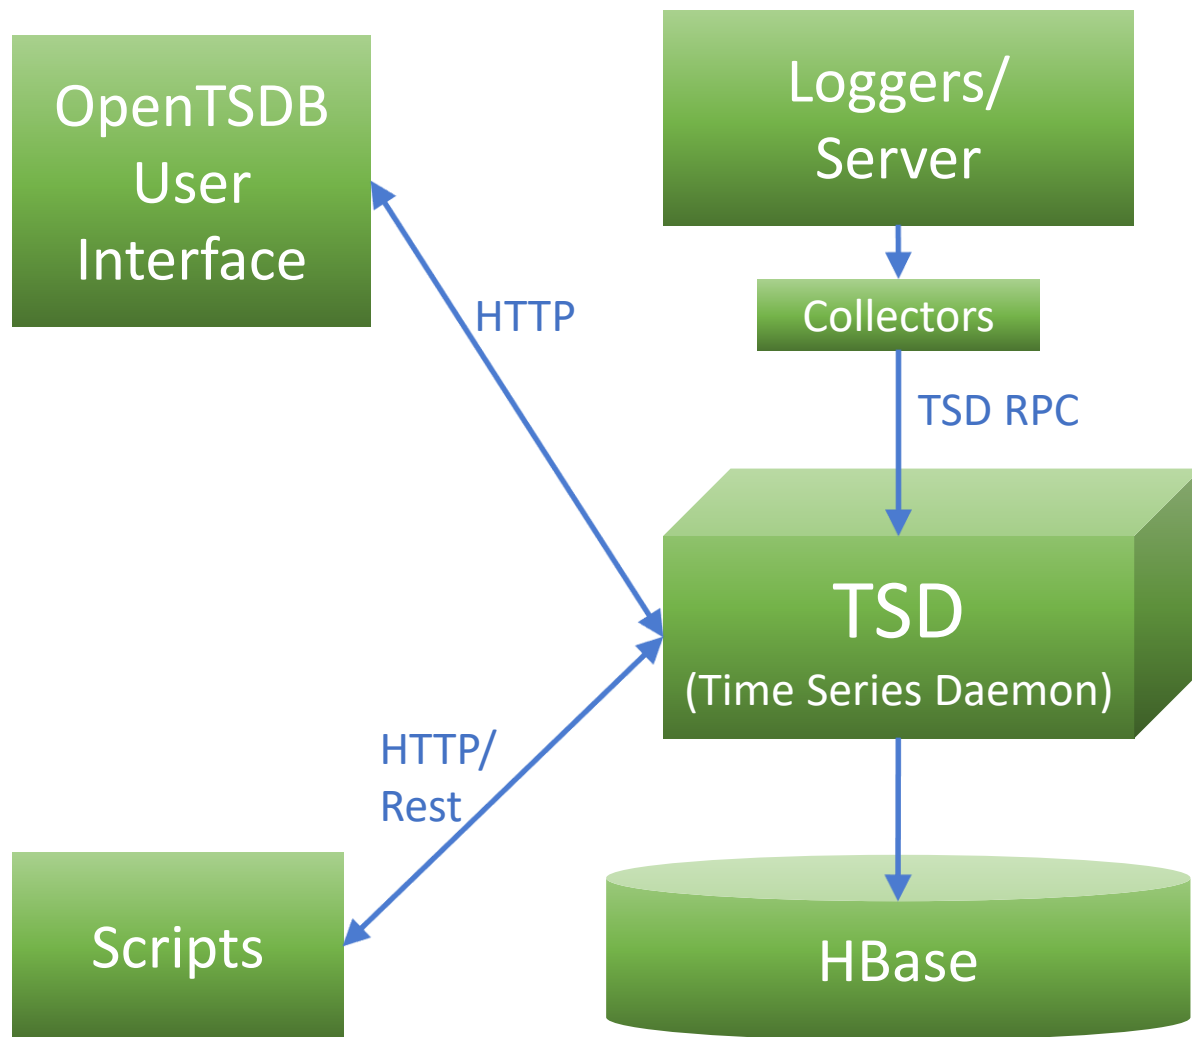 OpenTSDB
User
Interface
Loggers/
Server
Collectors
HTTP
TSD RPC
TSD
(Time Series Daemon)
HTTP/
Rest
Scripts
HBase